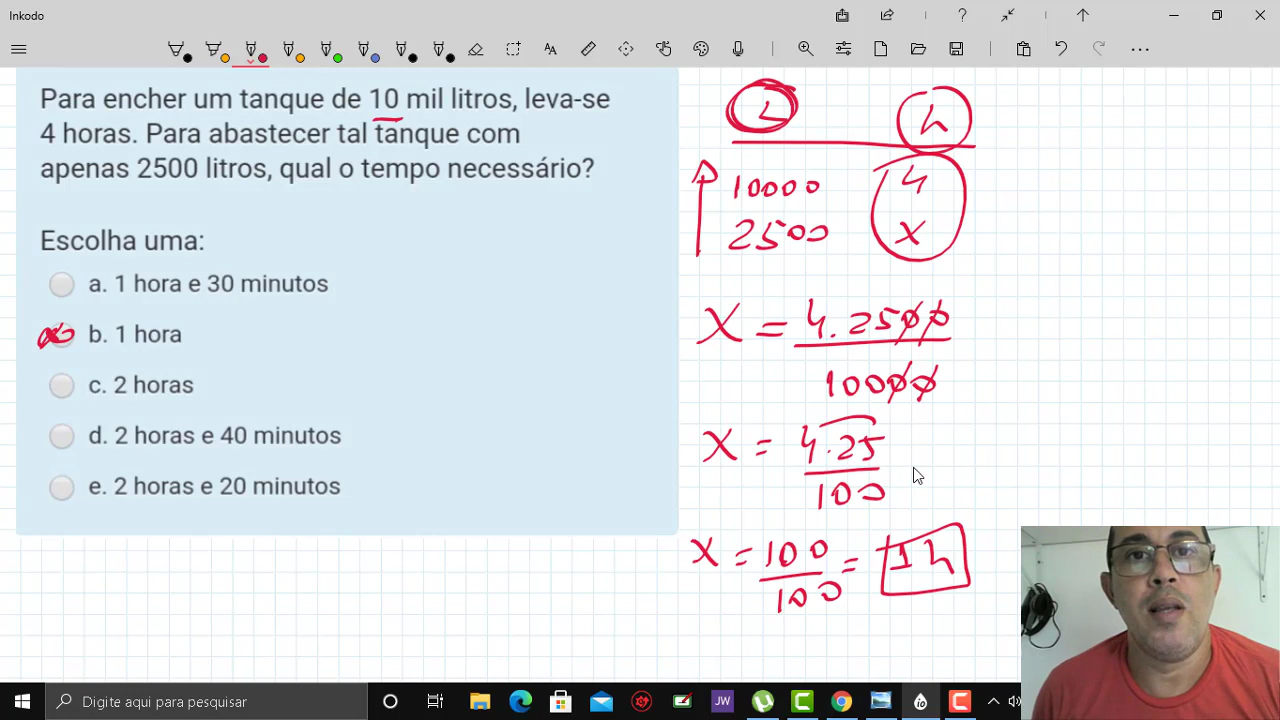 Inkodo
Para encher um tanque de 10 mil litros, leva-se
4 horas. Para abastecer tal tanque com
apenas 2500 litros, qual o tempo necessário?
Escolha uma:
a. 1 hora e 30 minutos
b. 1 hora
c. 2 horas
d. 2 horas e 40 minutos
e. 2 horas e 20 minutos
L h
10000 4
2500 x
X = 4.2500
10000
X = 4.25
100
X = 100 = 1h
100
Digite aqui para pesquisar
JW
io